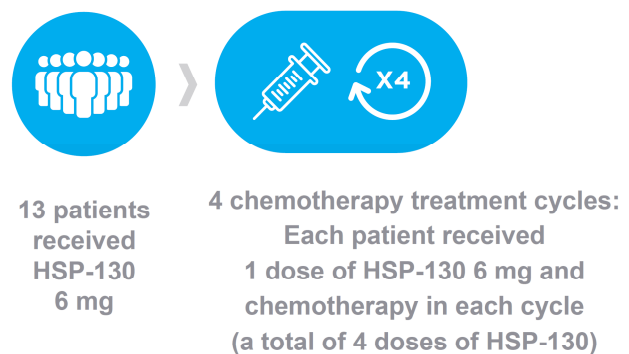 X4
13 patients
received
HSP-130
6 mg
4 chemotherapy treatment cycles:
Each patient received
1 dose of HSP-130 6 mg and
chemotherapy in each cycle
(a total of 4 doses of HSP-130)